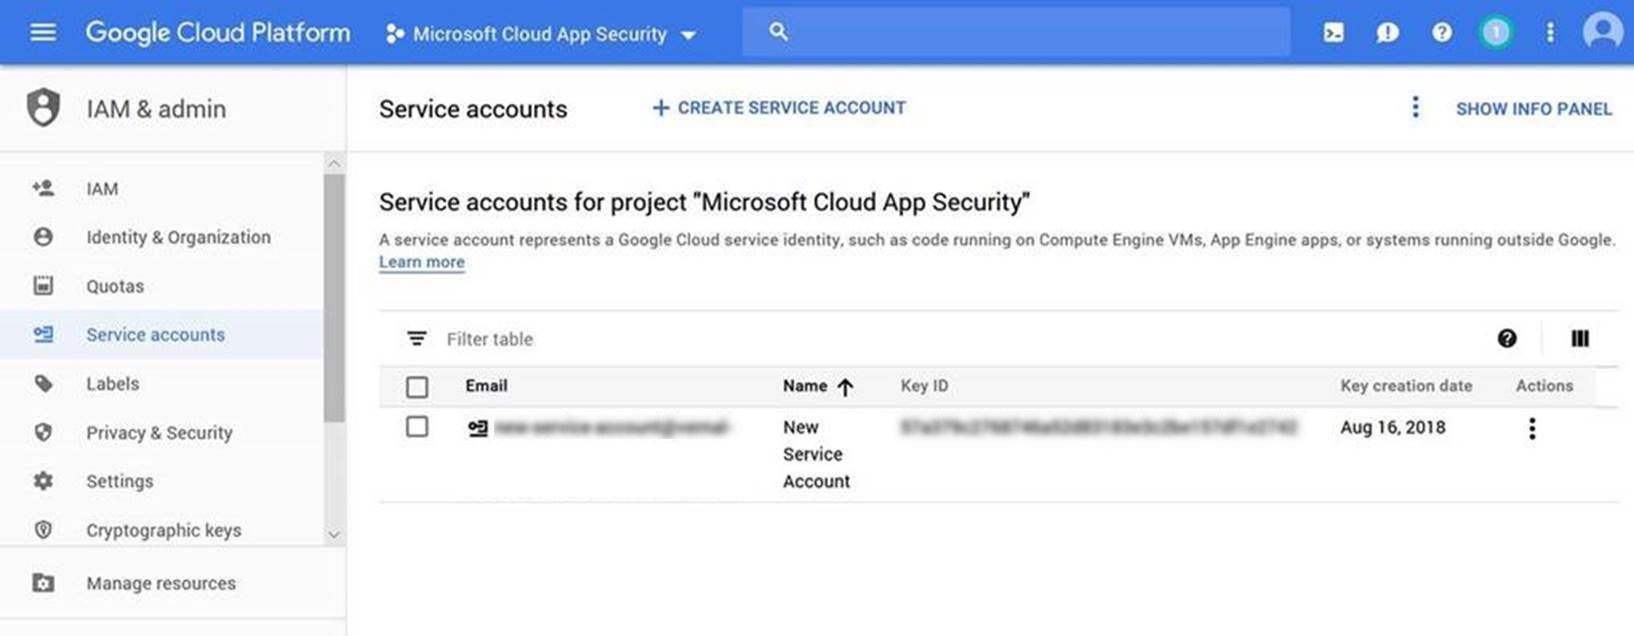 Google Cloud Platform
Microsoft Cloud App Security
1
IAM & admin
Service accounts
CREATE SERVICE ACCOUNT
SHOW INFO PANEL
IAM
Identity & Organization
Quotas
Service accounts
Labels
Privacy & Security
Settings
Cryptographic keys
Manage resources
Service accounts for project "Microsoft Cloud App Security"
A service account represents a Google Cloud service identity, such as code running on Compute Engine VMs, App Engine apps, or systems running outside Google.
Learn more
Filter table
Email Name Key ID Key creation date Actions
New Aug 16, 2018
Service
Account